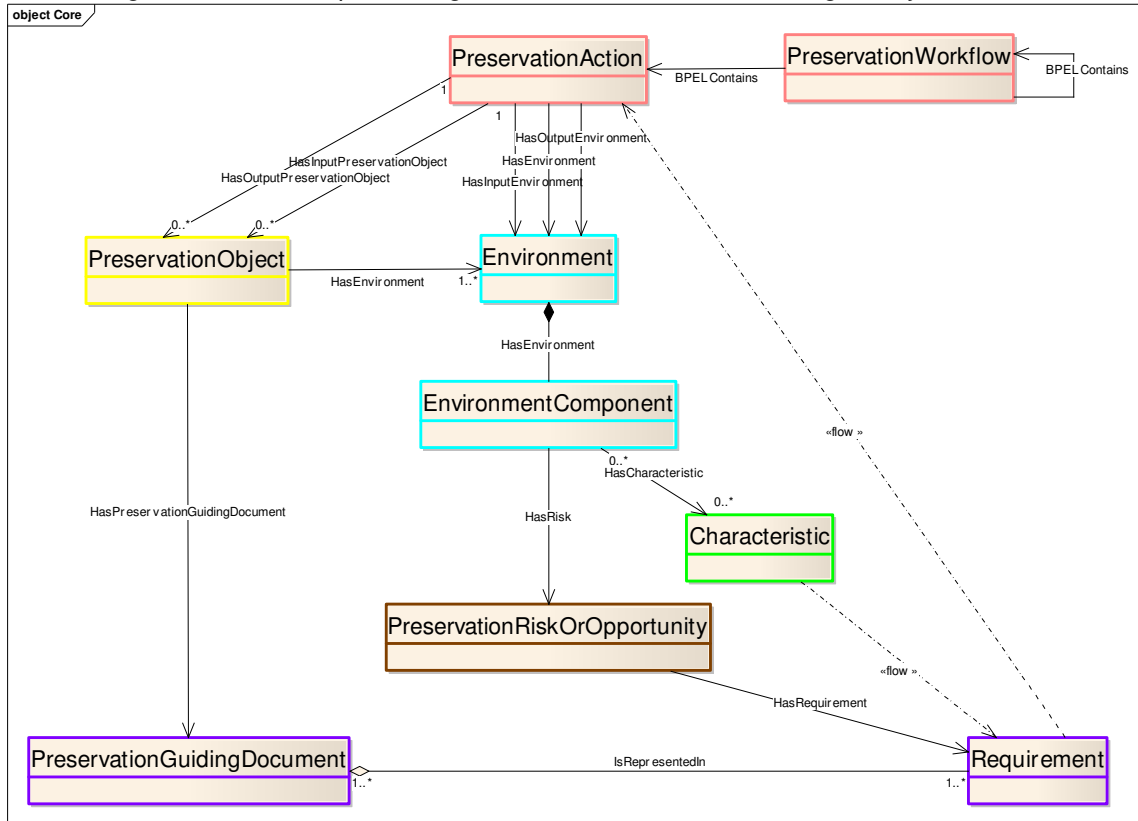 object Core
PreservationAction
PreservationWorkflow
BPEL Contains
BPEL Contains
1
1
HasOutputEnvironment
HasInputPreservationObject
HasEnvironment
HasOutputPreservationObject
HasInputEnvironment
0..*
0..*
PreservationObject
Environment
HasEnvironment
1..*
HasEnvironment
EnvironmentComponent
«flow »
0..*
HasCharacteristic
0..*
HasPreservationGuidingDocument
HasRisk
Characteristic
PreservationRiskOrOpportunity
«flow »
HasRequirement
PreservationGuidingDocument
IsRepresentedIn
Requirement
1..*
1..*